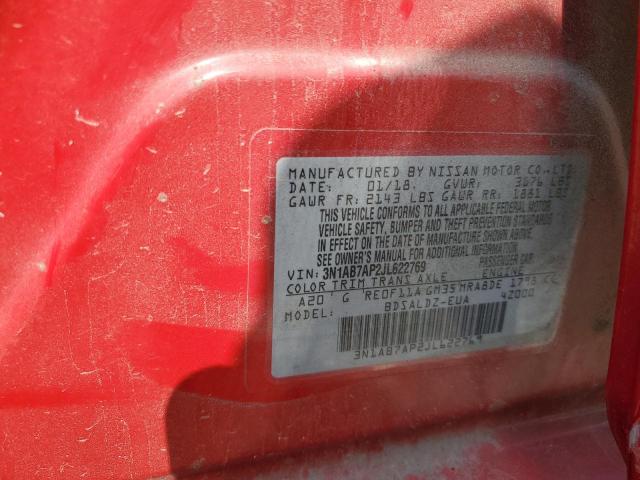 MANUFACTURED BY NISSAN MOTOR CO.,LTD.
DATE: 01/18 GVWR: 3676 LBS
GAWR FR: 2143 LBS GAWR RR: 1881 LBS
THIS VEHICLE CONFORMS TO ALL APPLICABLE FEDERAL MOTOR
VEHICLE SAFETY, BUMPER AND THEFT PREVENTION STANDARDS
IN EFFECT ON THE DATE OF MANUFACTURE SHOWN ABOVE.
SEE OWNER'S MANUAL FOR ADDITIONAL INFORMATION
VIN: 3N1AB7AP2JL622769 PASSENGER CAR
COLOR TRIM TRANS AXLE ENGINE
A20 G RE0F11A GM35 MRA8DE 1798 CC
BDSALDZ-EUA 42000
3N1AB7AP2JL622769